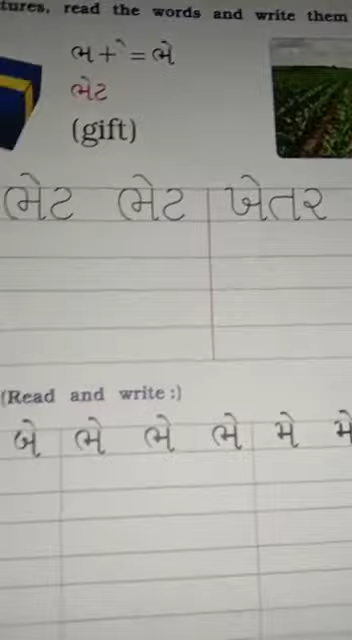 tures, read the words and write them
ભ + ે = ભે
ભેટ
(gift)
ભેટ ભેટ ખેતર
(Read and write :)
બે ભે ભે ભે મે મે